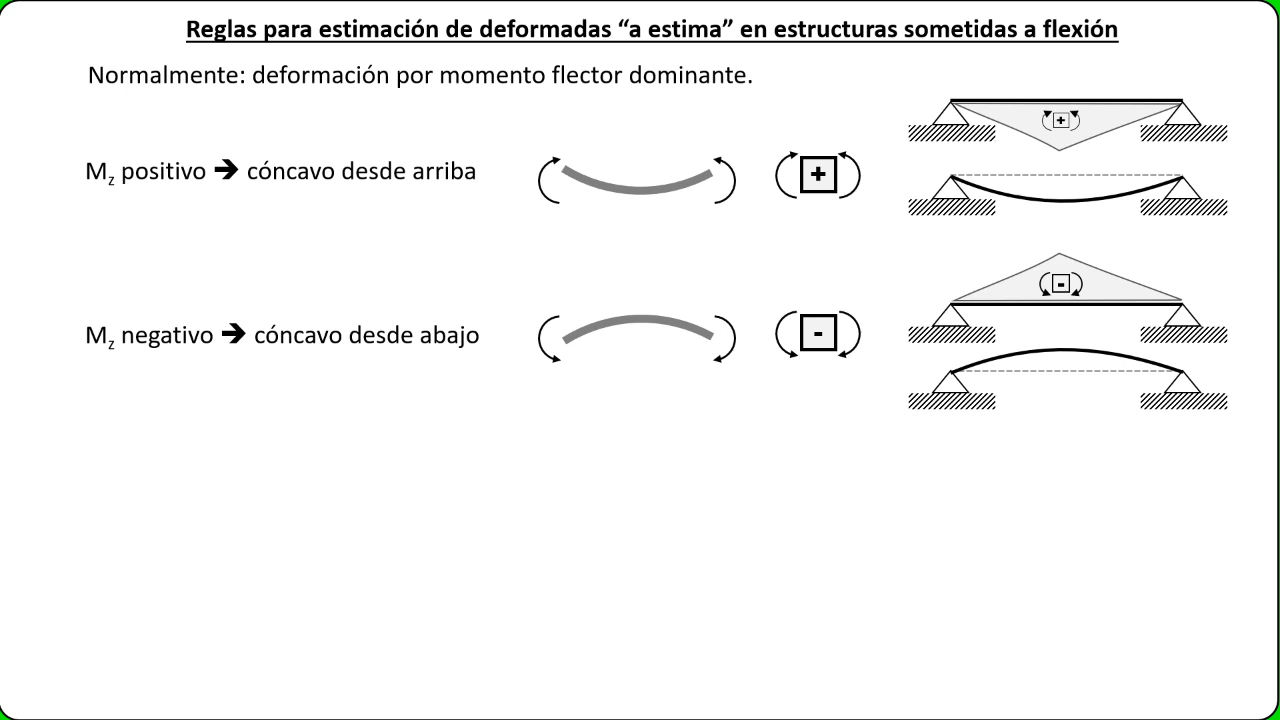 Reglas para estimación de deformadas “a estima” en estructuras sometidas a flexión
Normalmente: deformación por momento flector dominante.
+
Mz positivo ➔ cóncavo desde arriba
+
-
Mz negativo ➔ cóncavo desde abajo
-